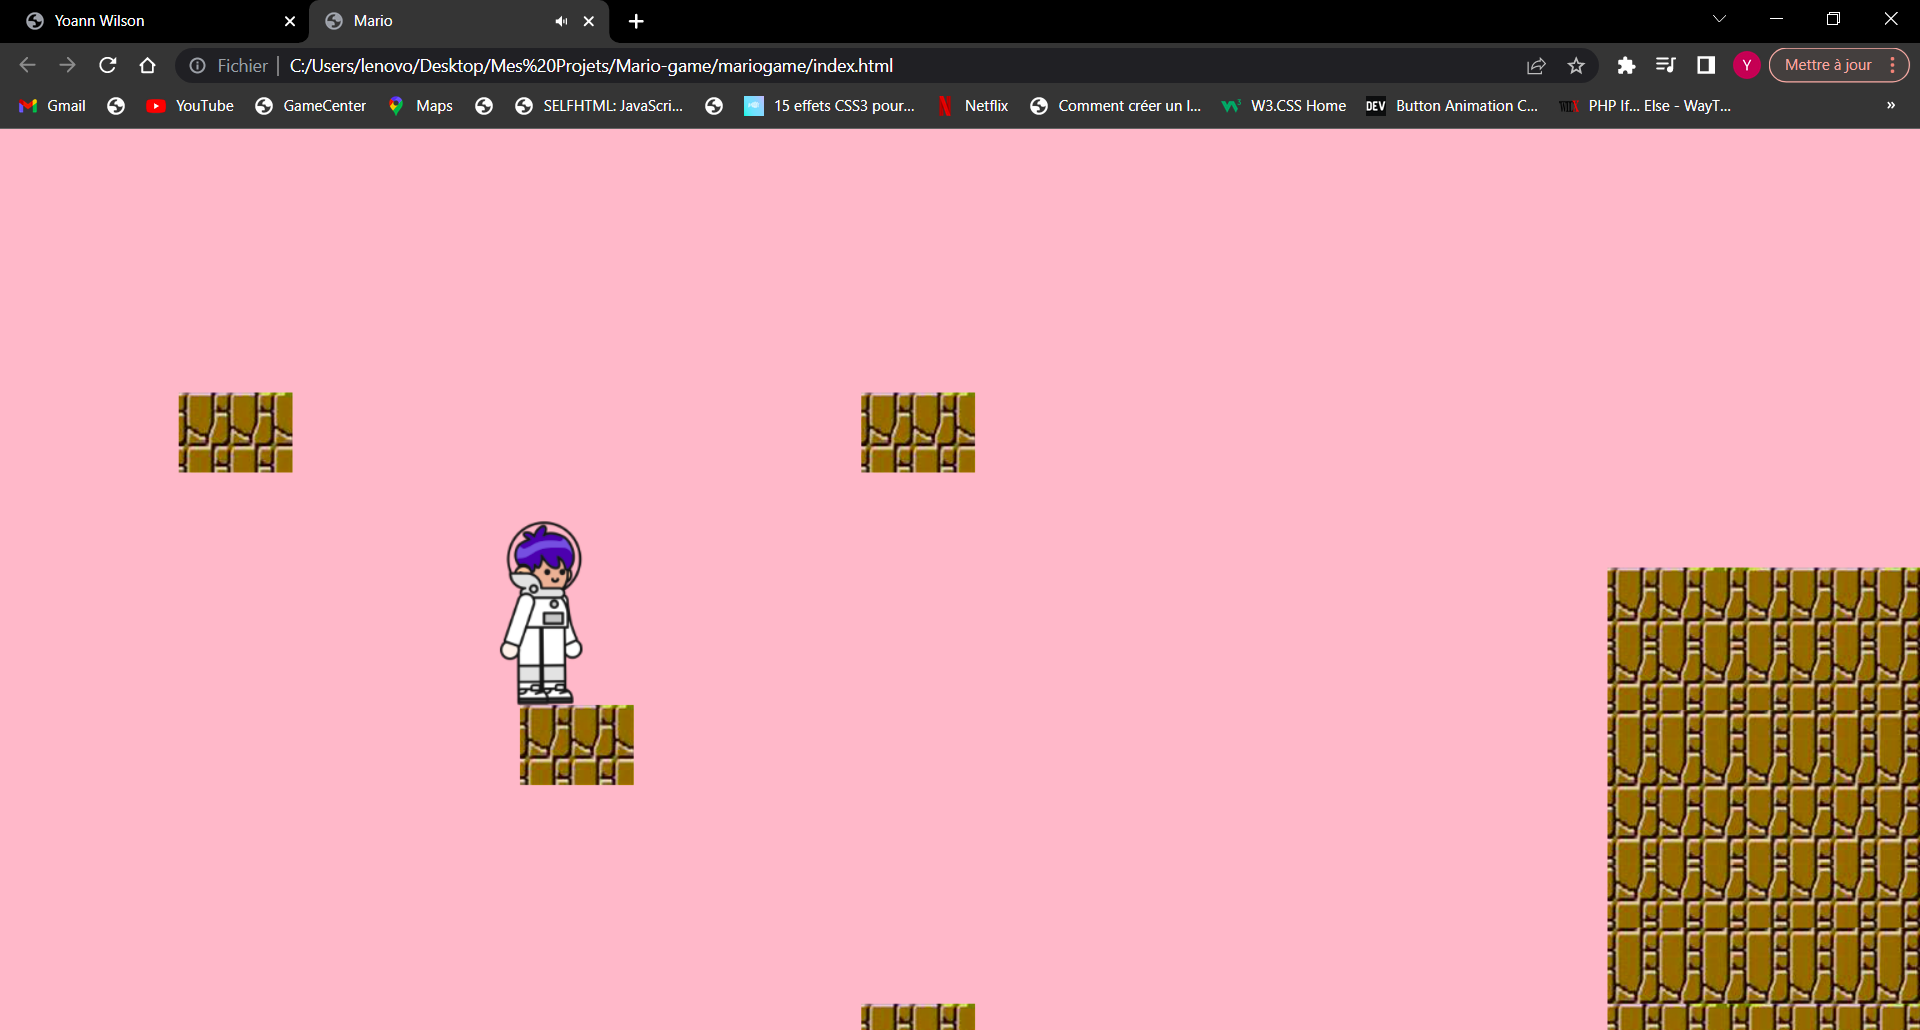 Yoann Wilson
Mario
Fichier C:/Users/lenovo/Desktop/Mes%20Projets/Mario-game/mariogame/index.html
Y
Mettre à jour
Gmail YouTube GameCenter Maps SELFHTML: JavaScri... 15 effets CSS3 pour... Netflix Comment créer un I... W3.CSS Home DEV Button Animation C... PHP If... Else - WayT... »